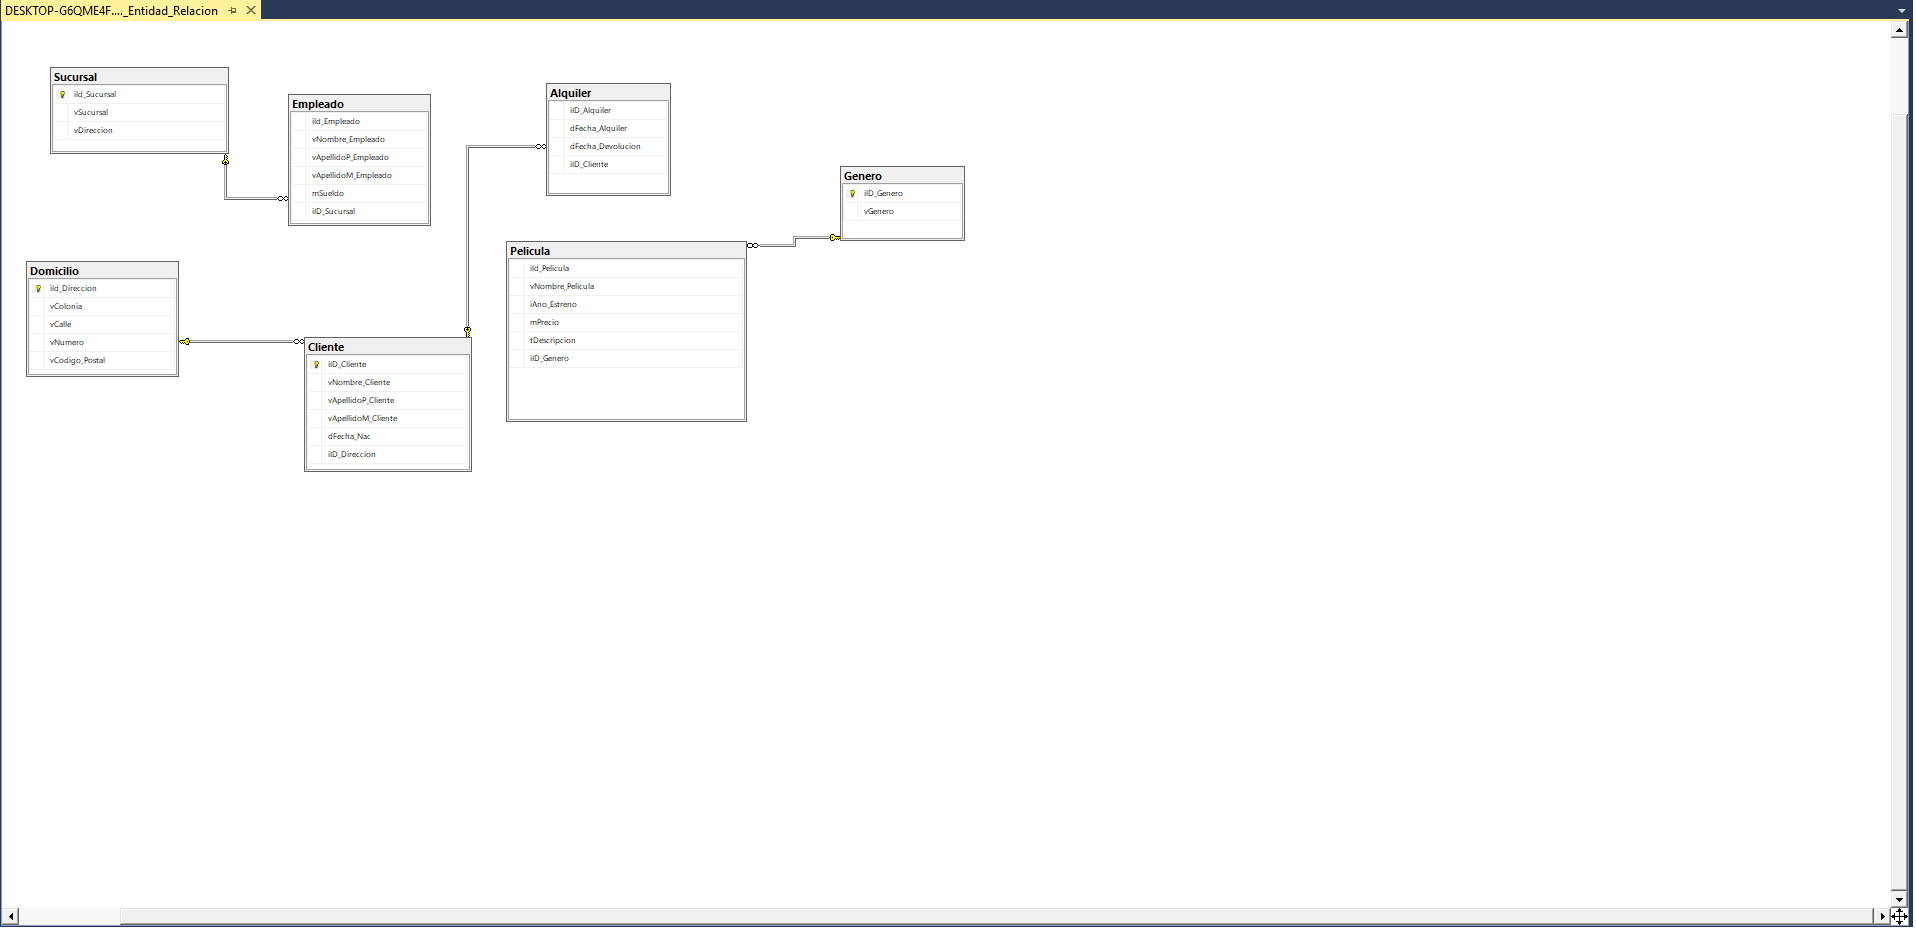 DESKTOP-G6QME4F...._Entidad_Relacion
Sucursal
iId_Sucursal
vSucursal
vDireccion
Empleado
iId_Empleado
vNombre_Empleado
vApellidoP_Empleado
vApellidoM_Empleado
mSueldo
iID_Sucursal
Alquiler
iID_Alquiler
dFecha_Alquiler
dFecha_Devolucion
iID_Cliente
Genero
iID_Genero
vGenero
Pelicula
iId_Pelicula
vNombre_Pelicula
iAno_Estreno
mPrecio
tDescripcion
iID_Genero
Domicilio
iId_Direccion
vColonia
vCalle
vNumero
vCodigo_Postal
Cliente
iID_Cliente
vNombre_Cliente
vApellidoP_Cliente
vApellidoM_Cliente
dFecha_Nac
iID_Direccion